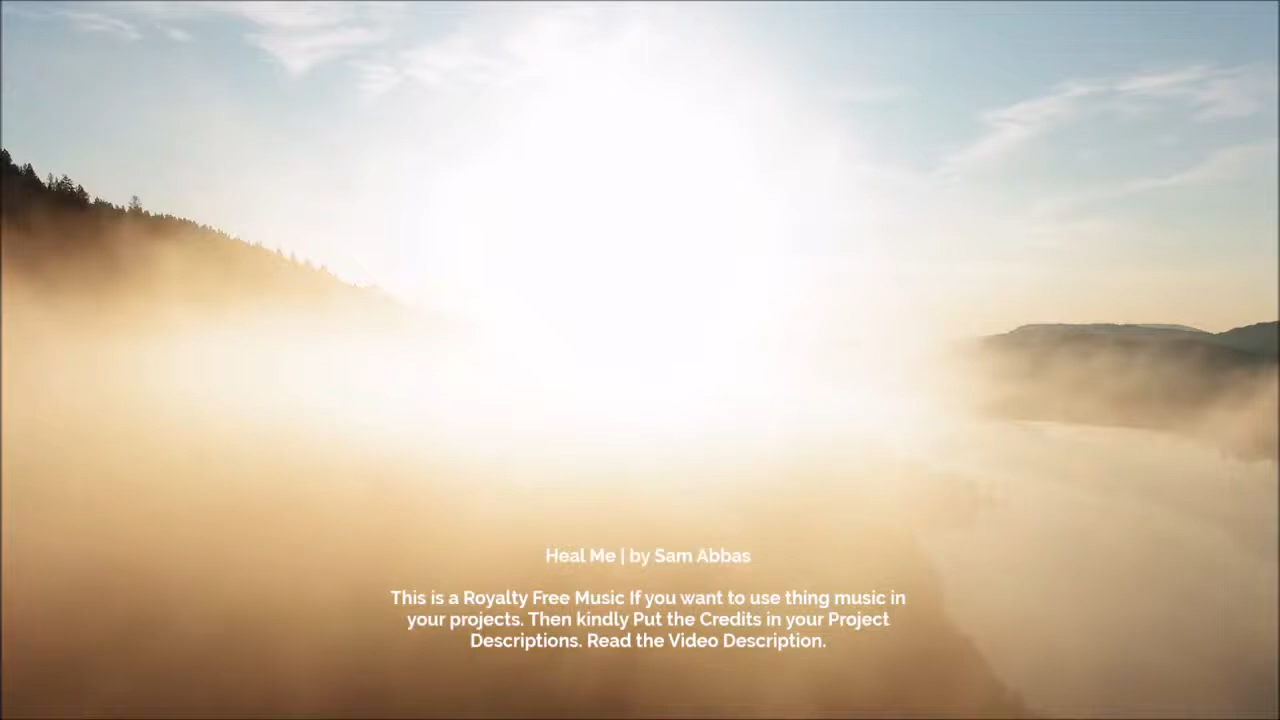 Heal Me | by Sam Abbas
This is a Royalty Free Music If you want to use thing music in
your projects. Then kindly Put the Credits in your Project
Descriptions. Read the Video Description.